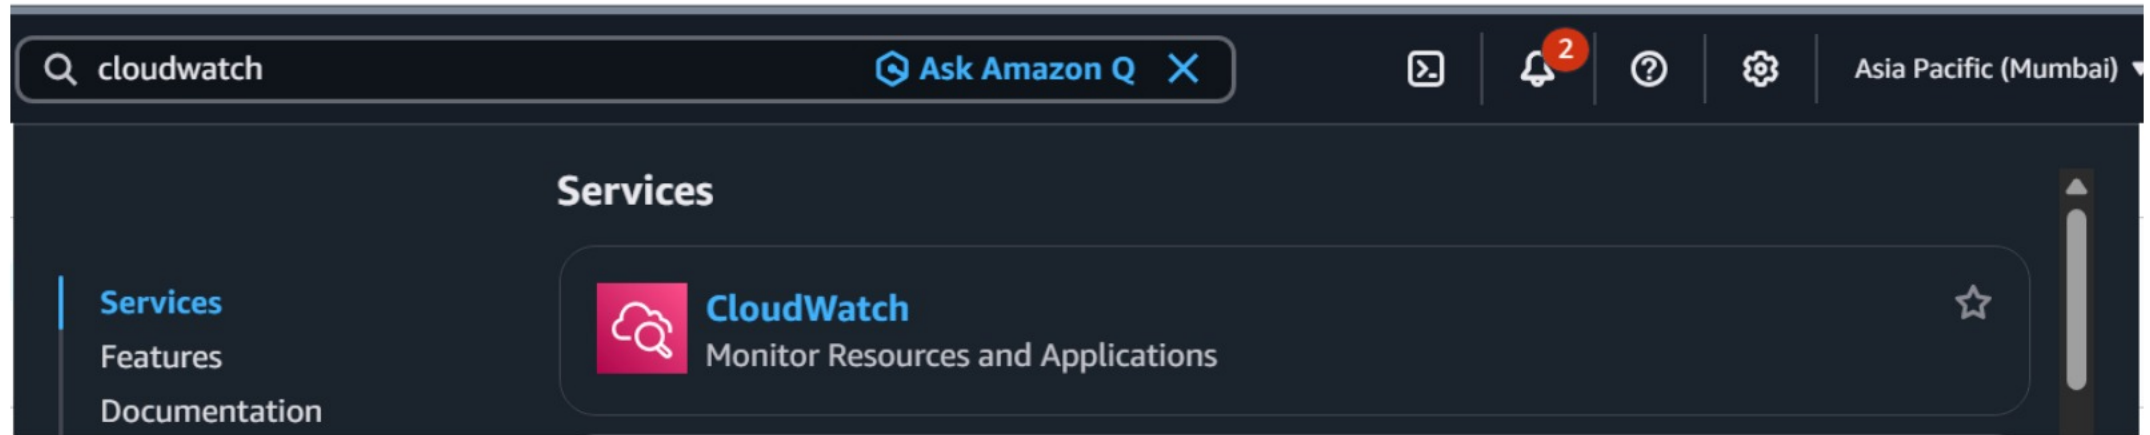 cloudwatch
Ask Amazon Q
2
Asia Pacific (Mumbai)
Services
Features
Documentation
Services
CloudWatch
Monitor Resources and Applications